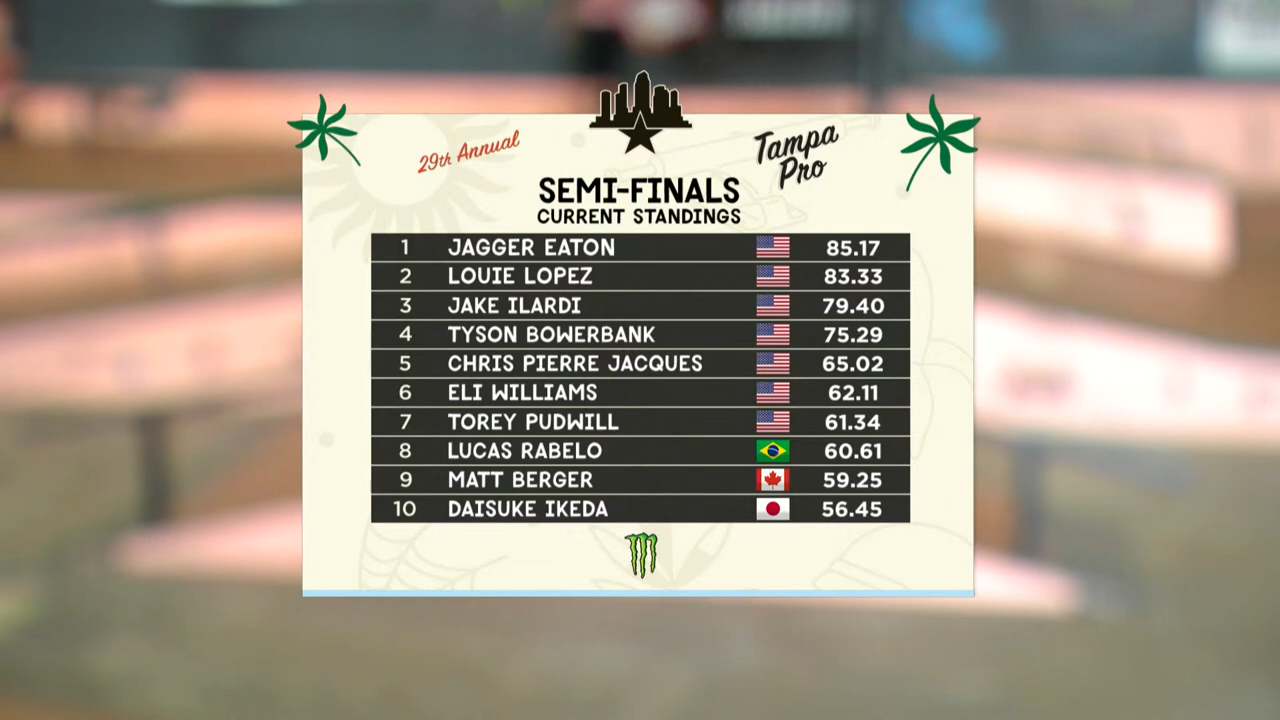 29th Annual
Tampa
Pro
SEMI-FINALS
CURRENT STANDINGS
1 JAGGER EATON 85.17
2 LOUIE LOPEZ 83.33
3 JAKE ILARDI 79.40
4 TYSON BOWERBANK 75.29
5 CHRIS PIERRE JACQUES 65.02
6 ELI WILLIAMS 62.11
7 TOREY PUDWILL 61.34
8 LUCAS RABELO 60.61
9 MATT BERGER 59.25
10 DAISUKE IKEDA 56.45